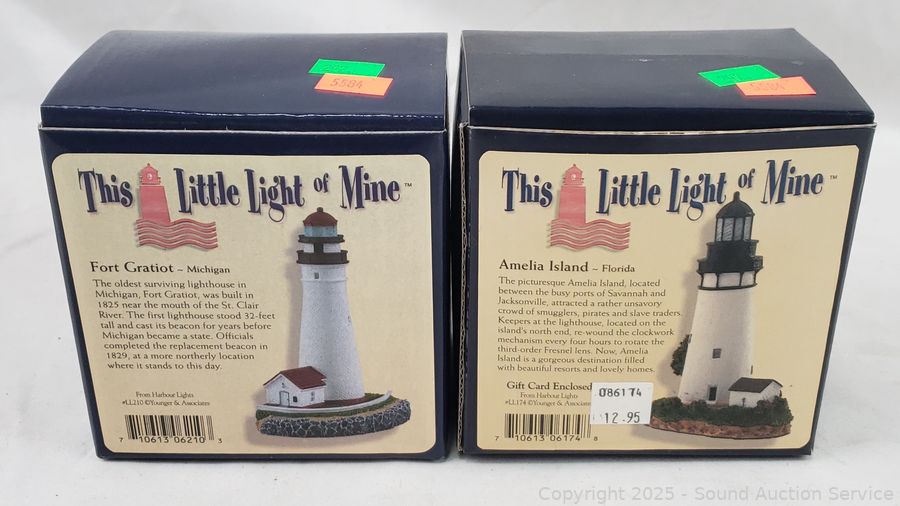 5584
This Little Light of Mine™
Fort Gratiot ~ Michigan
The oldest surviving lighthouse in
Michigan, Fort Gratiot, was built in
1825 near the mouth of the St. Clair
River. The first lighthouse stood 32-feet
tall and cast its beacon for years before
Michigan became a state. Officials
completed the replacement beacon in
1829, at a more northerly location
where it stands to this day.
From Harbour Lights
#LL210 ©Younger & Associates
7 10613 06210 3
This Little Light of Mine™
Amelia Island ~ Florida
The picturesque Amelia Island, located
between the busy ports of Savannah and
Jacksonville, attracted a rather unsavory
crowd of smugglers, pirates and slave traders.
Keepers at the lighthouse, located on the
island's north end, re-wound the clockwork
mechanism every four hours to rotate the
third-order Fresnel lens. Now, Amelia
Island is a gorgeous destination filled
with beautiful resorts and lovely homes.
Gift Card Enclosed
From Harbour Lights
#LL174 ©Younger & Associates
086174
12.95
7 10613 06174 8
Copyright 2025 - Sound Auction Service